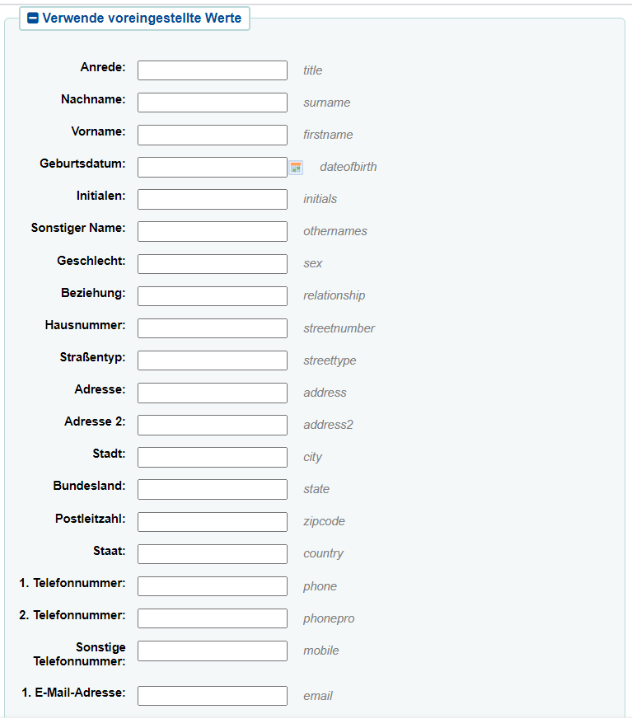 Verwende voreingestellte Werte
Anrede: title
Nachname: surname
Vorname: firstname
Geburtsdatum: dateofbirth
Initialen: initials
Sonstiger Name: othernames
Geschlecht: sex
Beziehung: relationship
Hausnummer: streetnumber
Straßentyp: streettype
Adresse: address
Adresse 2: address2
Stadt: city
Bundesland: state
Postleitzahl: zipcode
Staat: country
1. Telefonnummer: phone
2. Telefonnummer: phonepro
Sonstige
Telefonnummer: mobile
1. E-Mail-Adresse: email